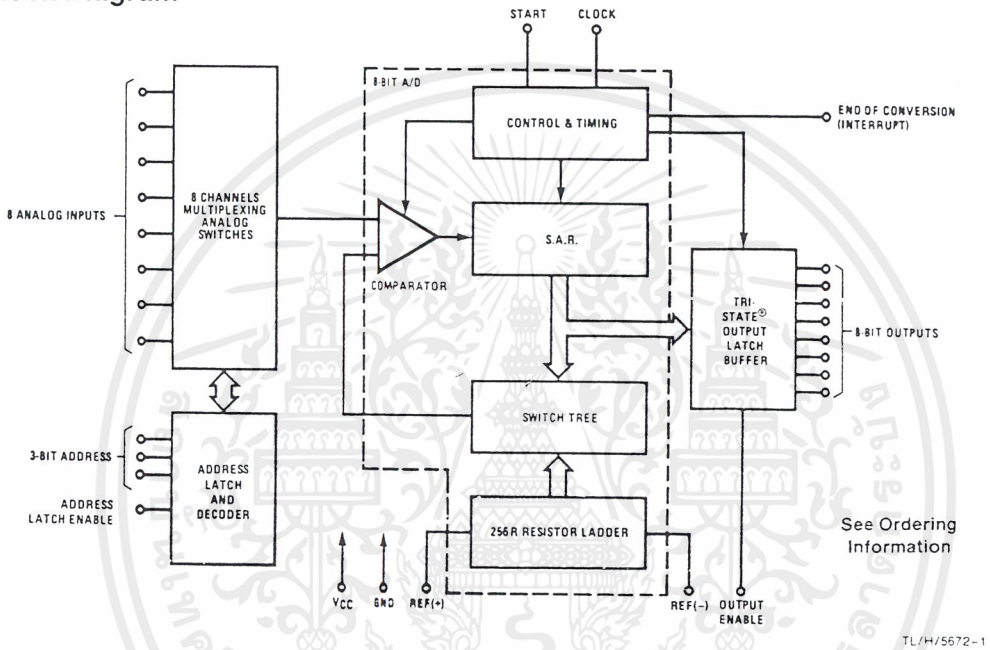 START
CLOCK
8-BIT A/D
CONTROL & TIMING
END OF CONVERSION
(INTERRUPT)
8 ANALOG INPUTS
8 CHANNELS
MULTIPLEXING
ANALOG
SWITCHES
S.A.R.
COMPARATOR
TRI-
STATE®
OUTPUT
LATCH
BUFFER
8-BIT OUTPUTS
SWITCH TREE
3-BIT ADDRESS
ADDRESS
LATCH ENABLE
ADDRESS
LATCH
AND
DECODER
256R RESISTOR LADDER
See Ordering
Information
VCC
GND
REF(+)
REF(-)
OUTPUT
ENABLE
TL/H/5672-1